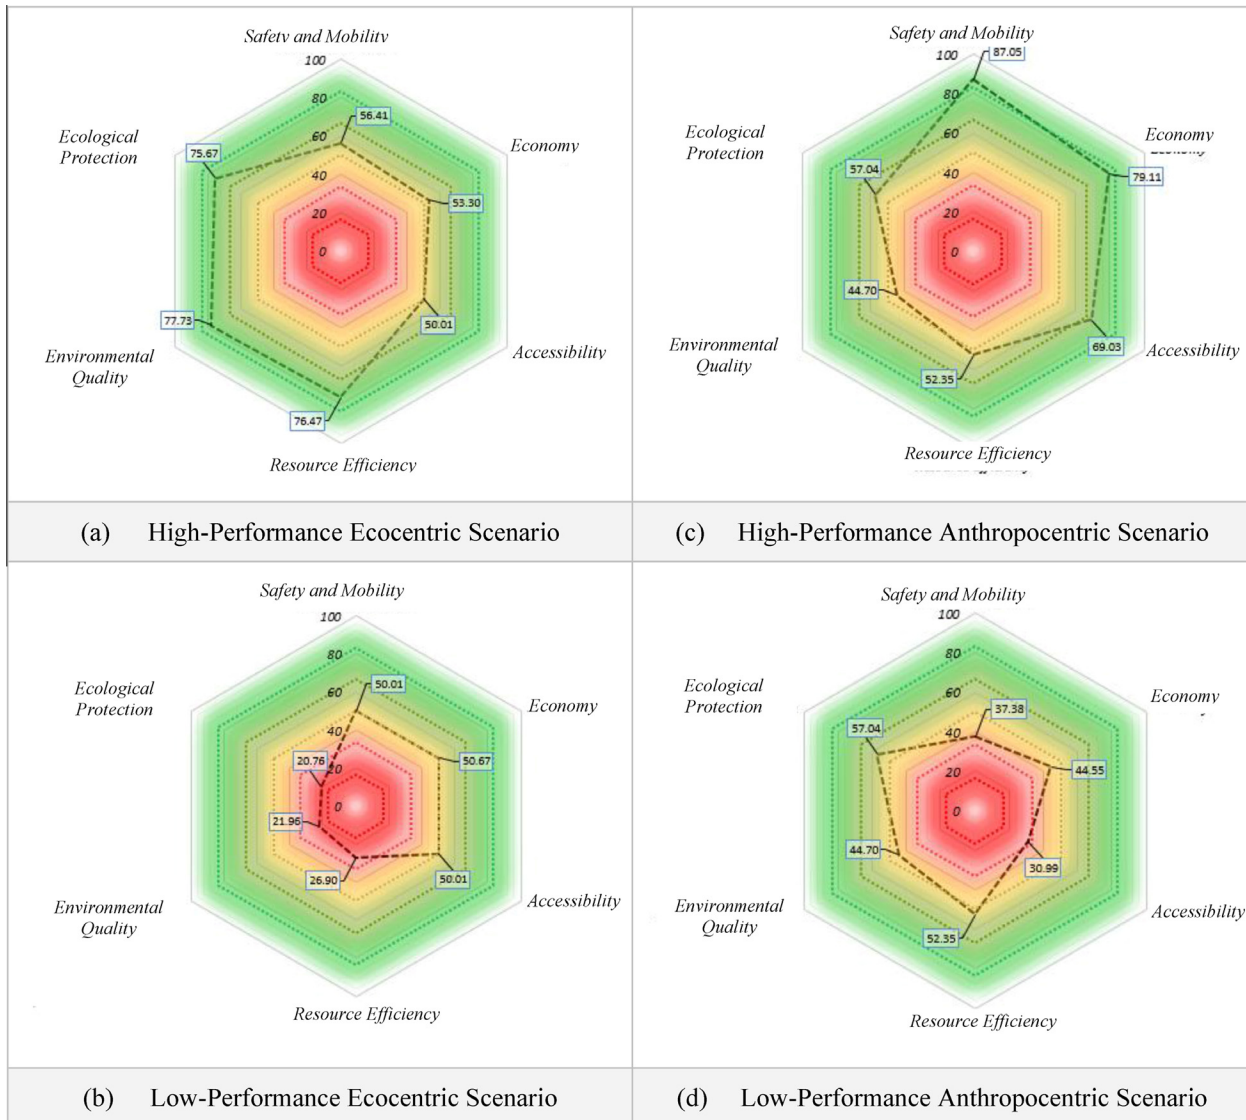 Safety and Mobility
100
80
60
40
20
0
56.41
53.30
50.01
76.47
77.73
75.67
Ecological
Protection
Economy
Environmental
Quality
Accessibility
Resource Efficiency
(a) High-Performance Ecocentric Scenario
Safety and Mobility
100
80
60
40
20
0
87.05
79.11
69.03
52.35
44.70
57.04
Ecological
Protection
Economy
Economy
Environmental
Quality
Accessibility
Resource Efficiency
(c) High-Performance Anthropocentric Scenario
Safety and Mobility
100
80
60
40
20
0
50.01
50.67
50.01
26.90
21.96
20.76
Ecological
Protection
Economy
Environmental
Quality
Accessibility
Resource Efficiency
(b) Low-Performance Ecocentric Scenario
Safety and Mobility
100
80
60
40
20
0
37.38
44.55
30.99
52.35
44.70
57.04
Ecological
Protection
Economy
Environmental
Quality
Accessibility
Resource Efficiency
(d) Low-Performance Anthropocentric Scenario